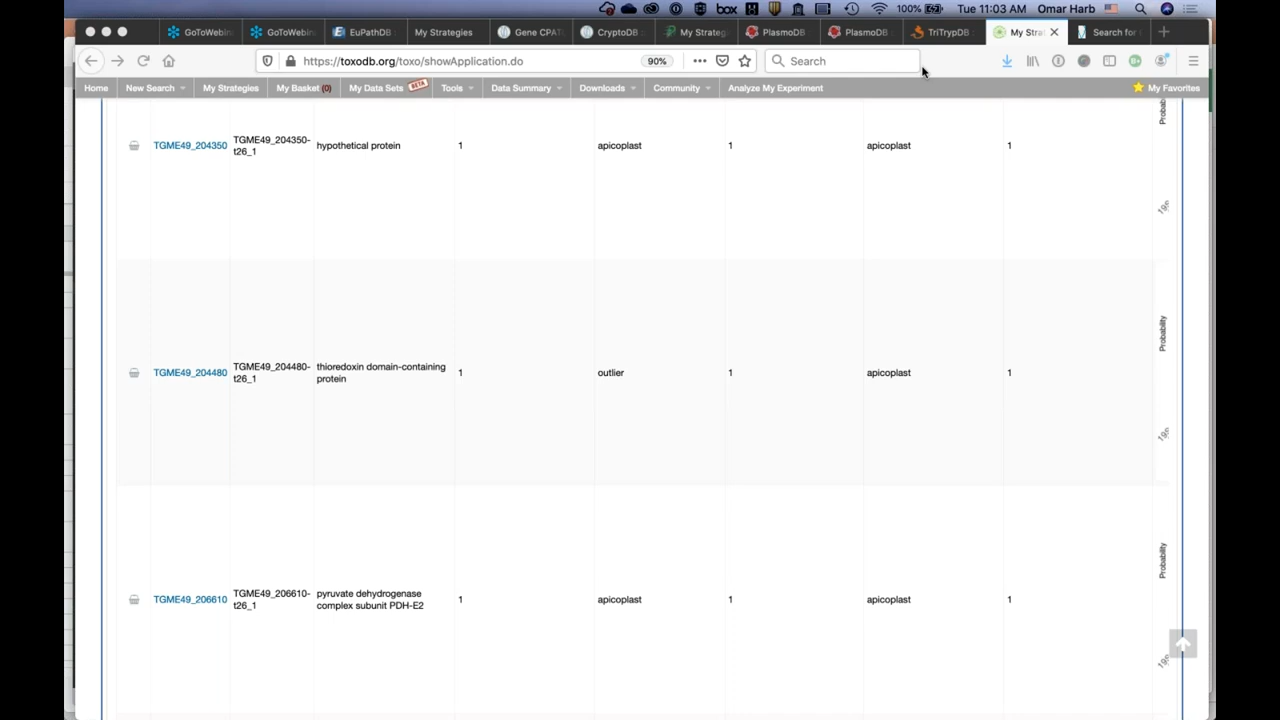 box 100% Tue 11:03 AM Omar Harb
GoToWebin GoToWebin EuPathDB My Strategies Gene CPAT CryptoDB My Strateg PlasmoDB PlasmoDB TriTrypDB My Strat Search for
https://toxodb.org/toxo/showApplication.do 90% Search
Home New Search My Strategies My Basket (0) My Data Sets BETA Tools Data Summary Downloads Community Analyze My Experiment My Favorites
Probab
TGME49_204350 TGME49_204350-
t26_1 hypothetical protein 1 apicoplast 1 apicoplast 1
Probability
TGME49_204480 TGME49_204480-
t26_1 thioredoxin domain-containing
protein 1 outlier 1 apicoplast 1
Probability
TGME49_206610 TGME49_206610-
t26_1 pyruvate dehydrogenase
complex subunit PDH-E2 1 apicoplast 1 apicoplast 1